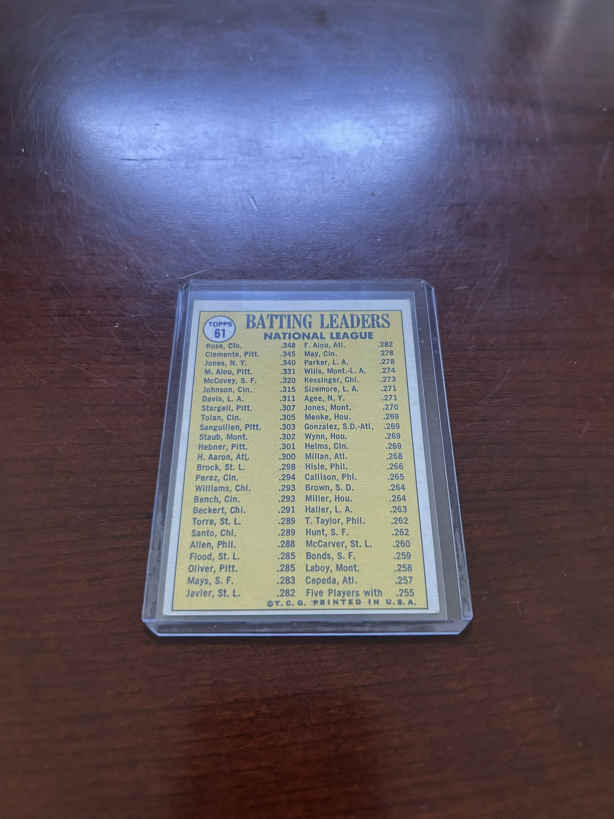 TOPPS
61
BATTING LEADERS
NATIONAL LEAGUE
Rose, Cin. .348 F. Alou, Atl. .282
Clemente, Pitt. .345 May, Cin. .278
Jones, N. Y. .340 Parker, L. A. .278
M. Alou, Pitt. .331 Wills, Mont.-L. A. .274
McCovey, S. F. .320 Kessinger, Chi. .273
Johnson, Cin. .315 Sizemore, L. A. .271
Davis, L. A. .311 Agee, N. Y. .271
Stargell, Pitt. .307 Jones, Mont. .270
Tolan, Cin. .305 Menke, Hou. .269
Sanguillen, Pitt. .303 Gonzalez, S.D.-Atl. .269
Staub, Mont. .302 Wynn, Hou. .269
Hebner, Pitt. .301 Helms, Cin. .269
H. Aaron, Atl. .300 Millan, Atl. .268
Brock, St. L. .298 Hisle, Phil. .266
Perez, Cin. .294 Callison, Phi. .265
Williams, Chi. .293 Brown, S. D. .264
Bench, Cin. .293 Miller, Hou. .264
Beckert, Chi. .291 Haller, L. A. .263
Torre, St. L. .289 T. Taylor, Phil. .262
Santo, Chi. .289 Hunt, S. F. .262
Allen, Phil. .288 McCarver, St. L. .260
Flood, St. L. .285 Bonds, S. F. .259
Oliver, Pitt. .285 Laboy, Mont. .258
Mays, S. F. .283 Cepeda, Atl. .257
Javier, St. L. .282 Five Players with .255
©T. C. G. PRINTED IN U. S. A.